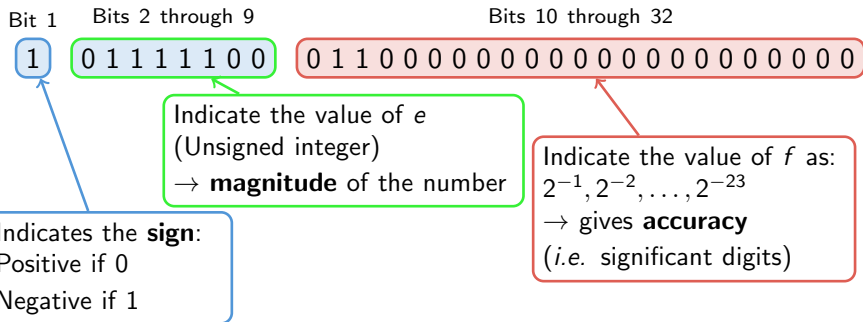 Bit 1 Bits 2 through 9 Bits 10 through 32
1 0 1 1 1 1 1 0 0 0 1 1 0 0 0 0 0 0 0 0 0 0 0 0 0 0 0 0 0 0 0 0
Indicate the value of e
(Unsigned integer)
→ magnitude of the number
Indicate the value of f as:
2⁻¹, 2⁻², . . . , 2⁻²³
→ gives accuracy
(i.e. significant digits)
Indicates the sign:
Positive if 0
Negative if 1